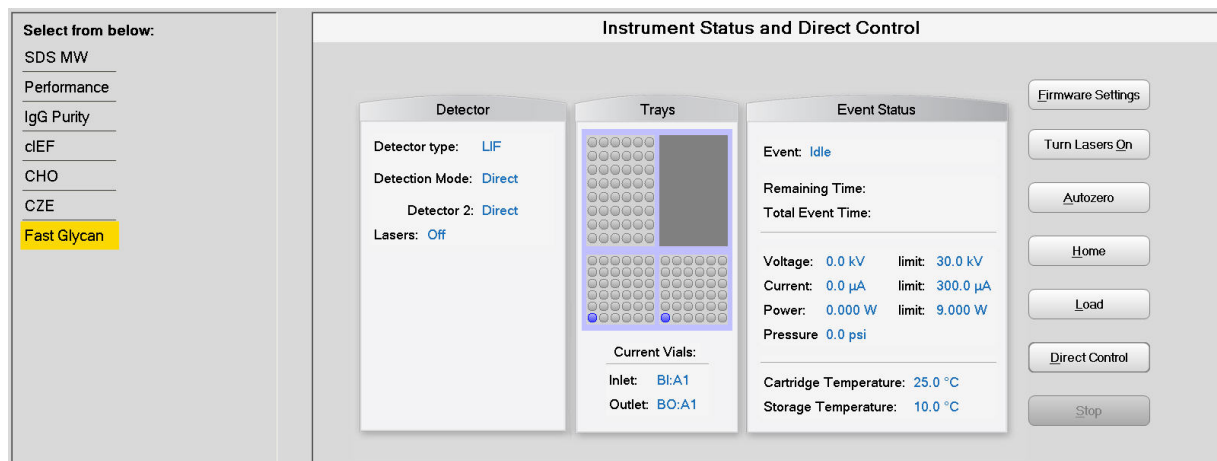 Select from below:
SDS MW
Performance
IgG Purity
cIEF
CHO
CZE
Fast Glycan
Instrument Status and Direct Control
Detector
Detector type: LIF
Detection Mode: Direct
Detector 2: Direct
Lasers: Off
Trays
Current Vials:
Inlet: BI:A1
Outlet: BO:A1
Event Status
Event: Idle
Remaining Time:
Total Event Time:
Voltage: 0.0 kV limit: 30.0 kV
Current: 0.0 µA limit: 300.0 µA
Power: 0.000 W limit: 9.000 W
Pressure 0.0 psi
Cartridge Temperature: 25.0 °C
Storage Temperature: 10.0 °C
Firmware Settings
Turn Lasers On
Autozero
Home
Load
Direct Control
Stop